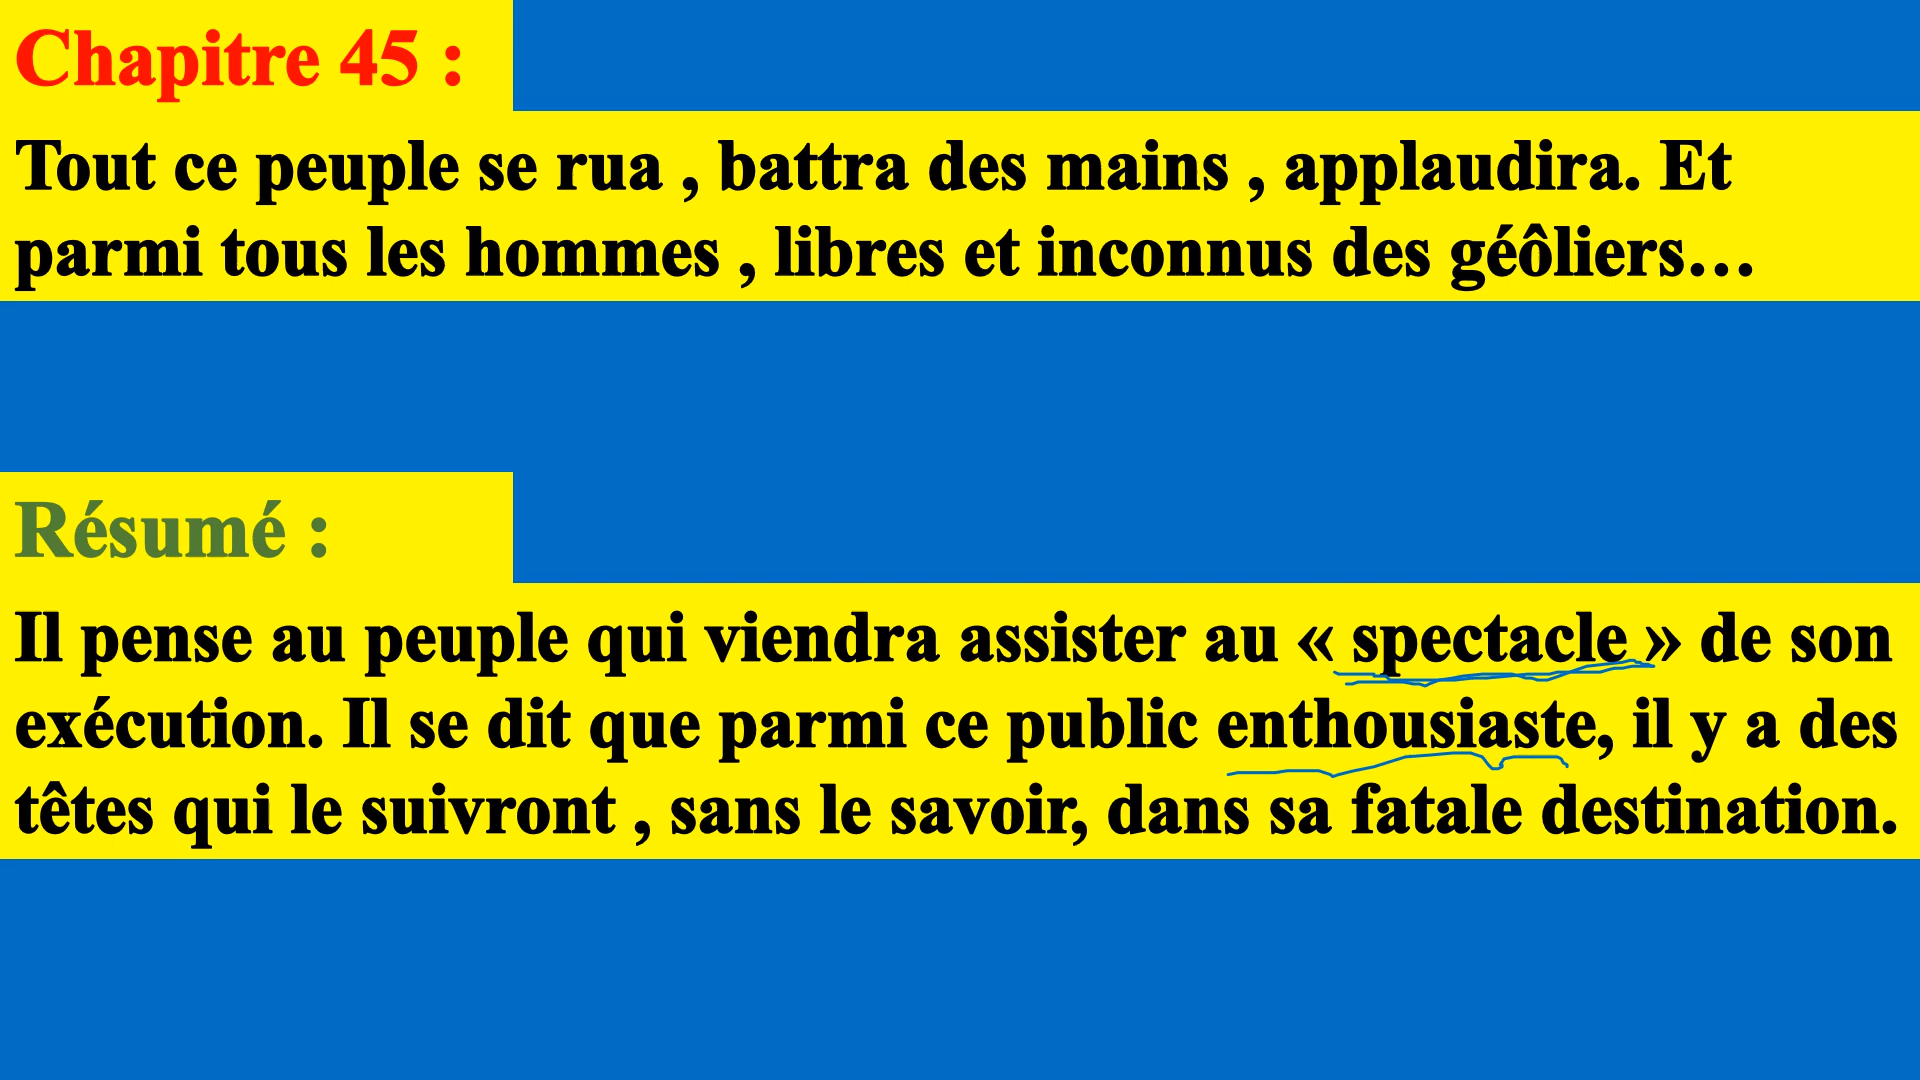 Chapitre 45 :
Tout ce peuple se rua , battra des mains , applaudira. Et
parmi tous les hommes , libres et inconnus des géôliers…
Résumé :
Il pense au peuple qui viendra assister au « spectacle » de son
exécution. Il se dit que parmi ce public enthousiaste, il y a des
têtes qui le suivront , sans le savoir, dans sa fatale destination.